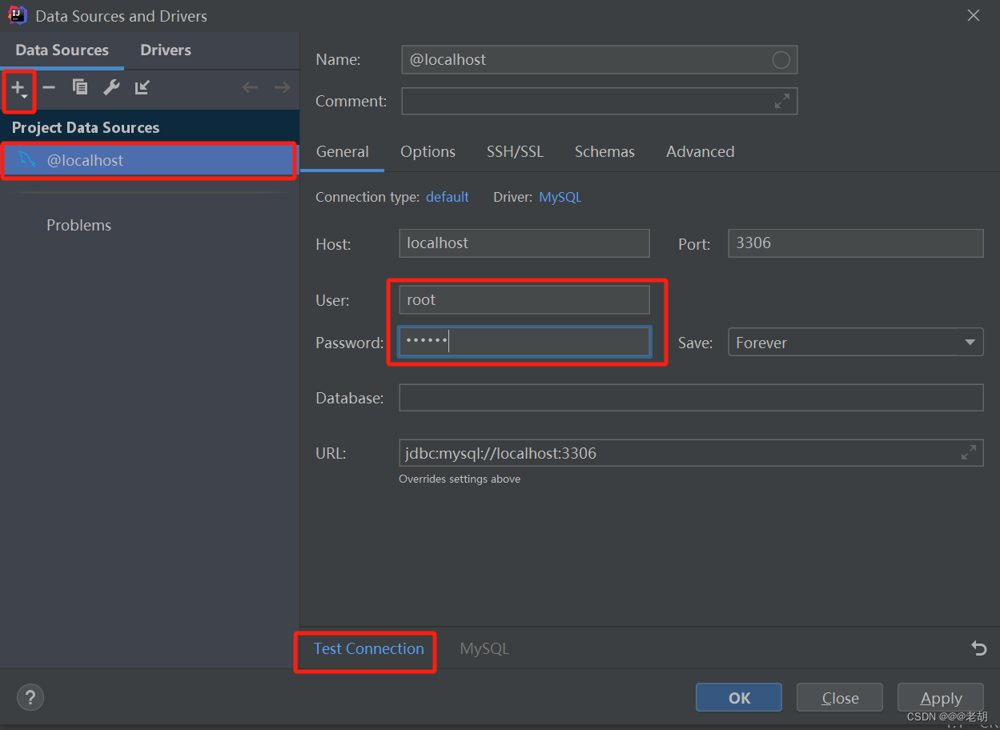 Data Sources and Drivers
Data Sources Drivers
Project Data Sources
@localhost
Problems
Name: @localhost
Comment:
General Options SSH/SSL Schemas Advanced
Connection type: default Driver: MySQL
Host: localhost Port: 3306
User: root
Password: •••••• Save: Forever
Database:
URL: jdbc:mysql://localhost:3306
Overrides settings above
Test Connection MySQL
? OK Close Apply
CSDN @@@老胡